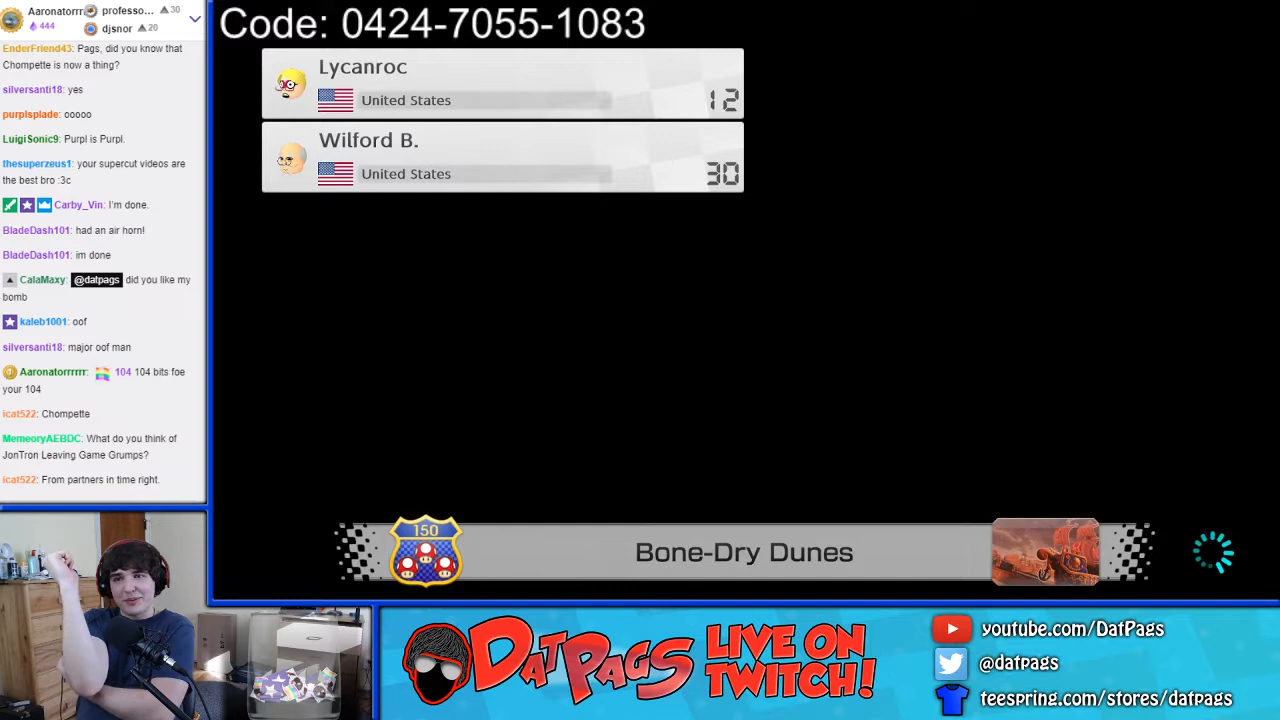 Aaronatorrr
444
professo... 30
djsnor 20
Code: 0424-7055-1083
EnderFriend43: Pags, did you know that
Chompette is now a thing?
silversanti18: yes
purplsplade: ooooo
LuigiSonic9: Purpl is Purpl.
thesuperzeus1: your supercut videos are
the best bro :3c
Carby_Vin: I'm done.
BladeDash101: had an air horn!
BladeDash101: im done
CalaMaxy: @datpags did you like my
bomb
kaleb1001: oof
silversanti18: major oof man
Aaronatorrrrrr: 104 104 bits foe
your 104
icat522: Chompette
MemeoryAEBDC: What do you think of
JonTron Leaving Game Grumps?
icat522: From partners in time right.
Lycanroc
United States
12
Wilford B.
United States
30
150
Bone-Dry Dunes
DATPAGS LIVE ON
TWITCH!
youtube.com/DatPags
@datpags
teespring.com/stores/datpags